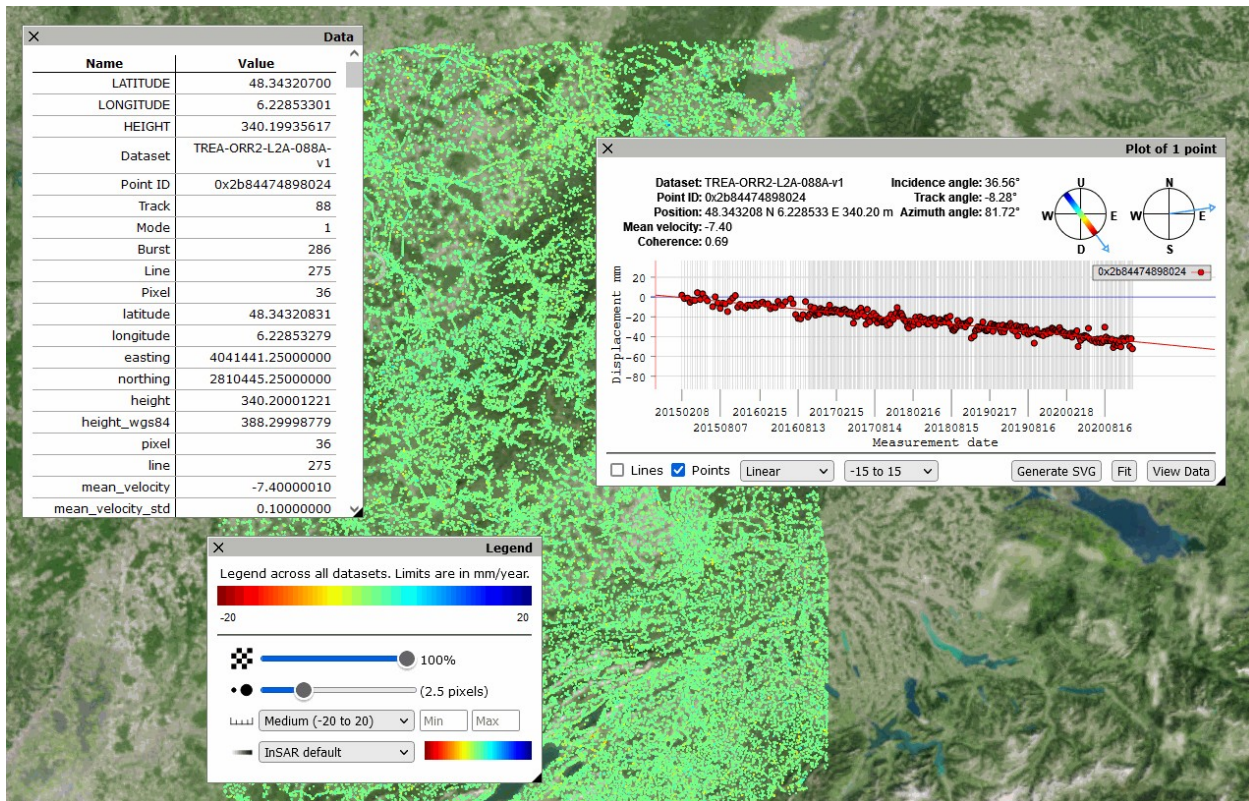 Data
Name Value
LATITUDE 48.34320700
LONGITUDE 6.22853301
HEIGHT 340.19935617
Dataset TREA-ORR2-L2A-088A-
v1
Point ID 0x2b84474898024
Track 88
Mode 1
Burst 286
Line 275
Pixel 36
latitude 48.34320831
longitude 6.22853279
easting 4041441.25000000
northing 2810445.25000000
height 340.20001221
height_wgs84 388.29998779
pixel 36
line 275
mean_velocity -7.40000010
mean_velocity_std 0.10000000
Plot of 1 point
Dataset: TREA-ORR2-L2A-088A-v1 Incidence angle: 36.56°
Point ID: 0x2b84474898024 Track angle: -8.28°
Position: 48.343208 N 6.228533 E 340.20 m Azimuth angle: 81.72°
Mean velocity: -7.40
Coherence: 0.69
U
W E
D
N
W E
S
0x2b84474898024
Displacement mm
20
0
-20
-40
-60
-80
20150208 20160215 20170215 20180216 20190217 20200218
20150807 20160813 20170814 20180815 20190816 20200816
Measurement date
Lines Points Linear -15 to 15 Generate SVG Fit View Data
Legend
Legend across all datasets. Limits are in mm/year.
-20 20
100%
(2.5 pixels)
Medium (-20 to 20) Min Max
InSAR default